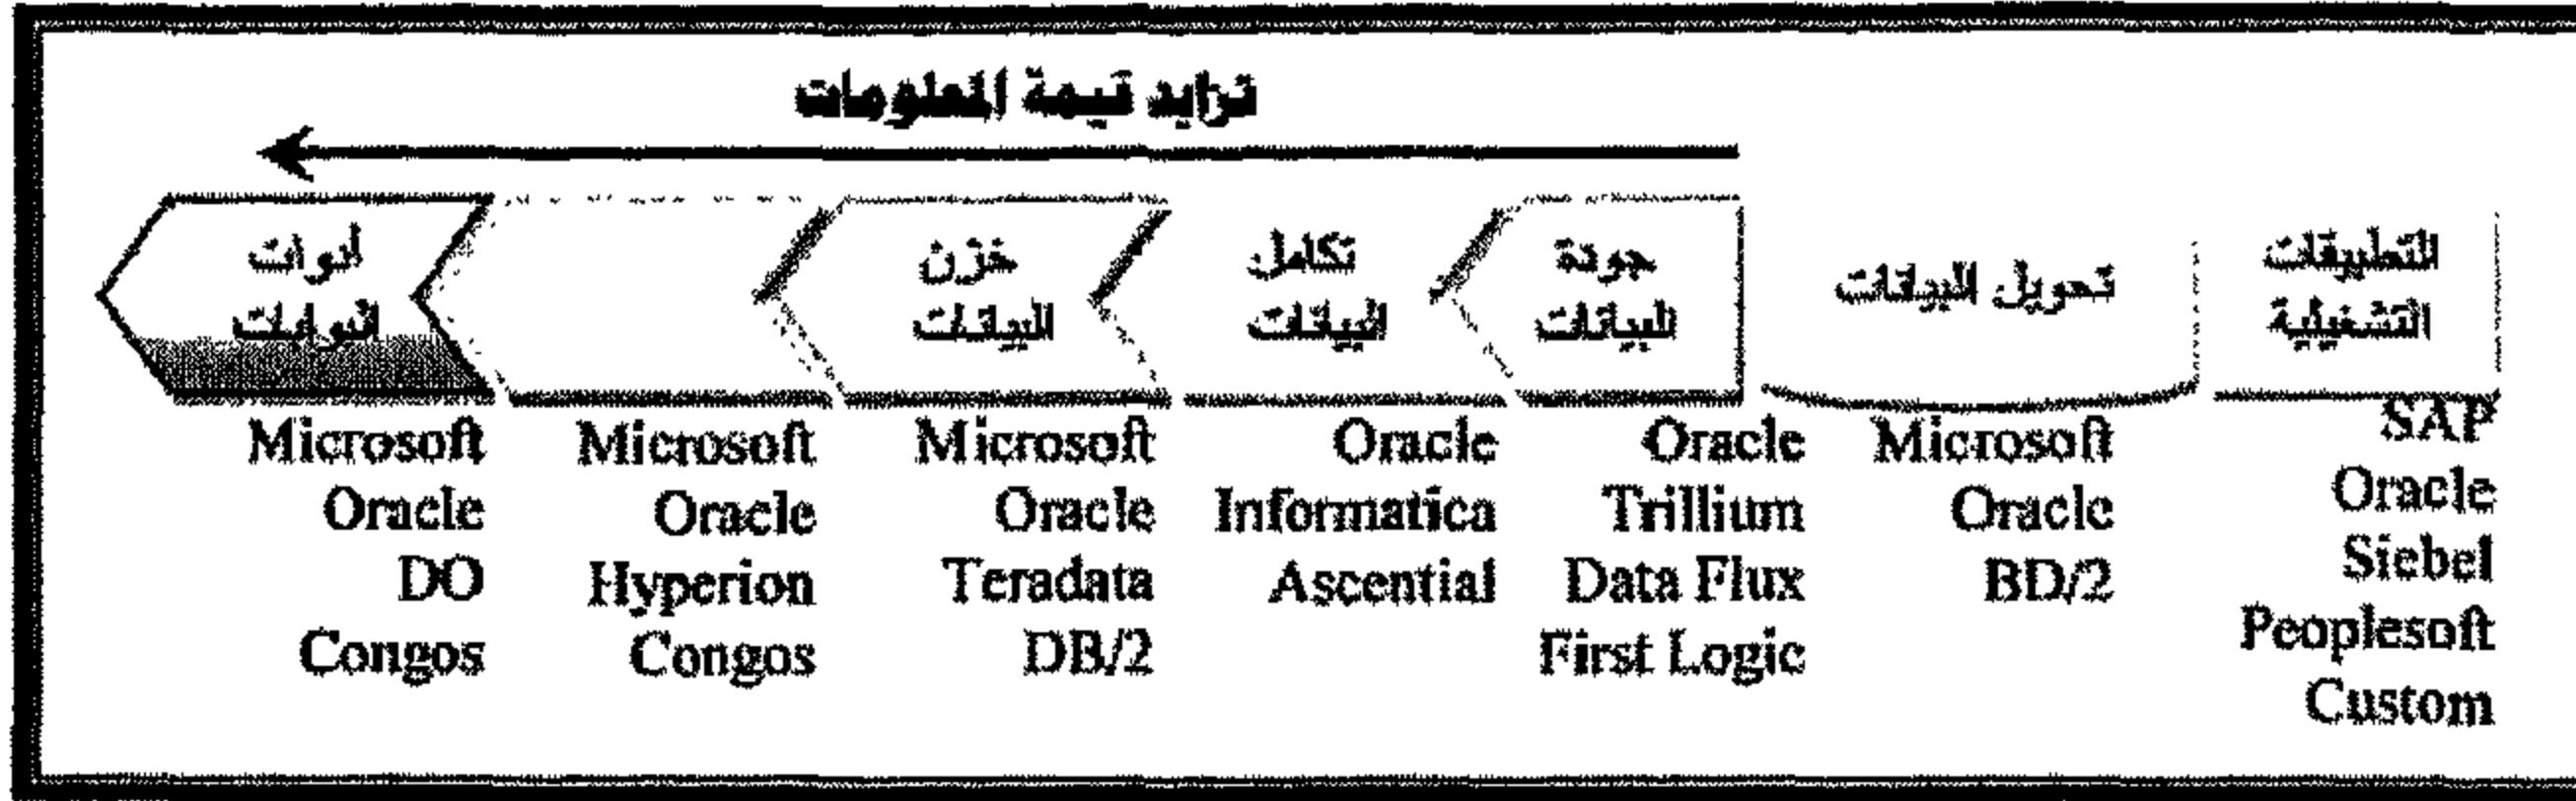 تزايد قيمة المعلومات
التطبيقات
التشغيلية
تحويل البيانات
جودة
البيانات
تكامل
البيانات
خزن
البيانات
أدوات
البوابات
SAP
Oracle
Siebel
Peoplesoft
Custom
Microsoft
Oracle
BD/2
Oracle
Trillium
Data Flux
First Logic
Oracle
Informatica
Ascential
Microsoft
Oracle
Teradata
DB/2
Microsoft
Oracle
Hyperion
Congos
Microsoft
Oracle
DO
Congos